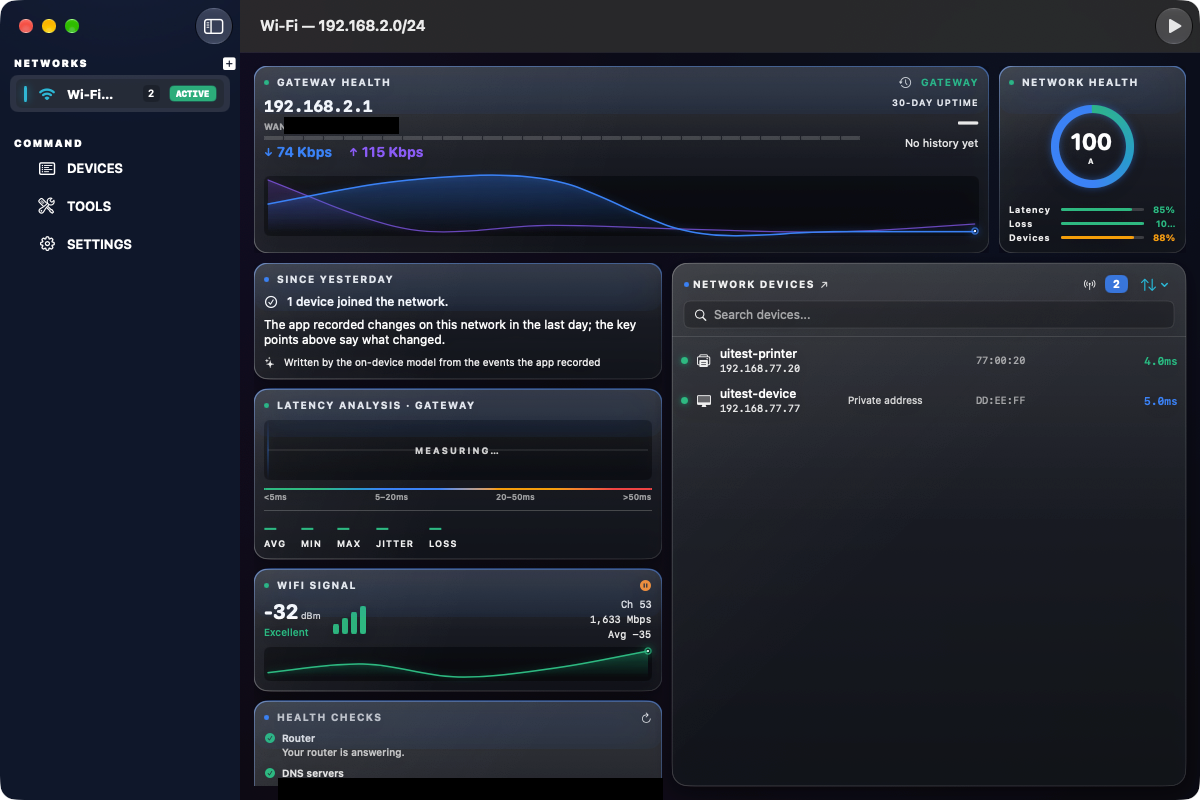 Wi-Fi — 192.168.2.0/24
NETWORKS
Wi-Fi... 2 ACTIVE
COMMAND
DEVICES
TOOLS
SETTINGS
GATEWAY HEALTH
GATEWAY
192.168.2.1
30-DAY UPTIME
WAN
—
No history yet
↓ 74 Kbps ↑ 115 Kbps
NETWORK HEALTH
100
A
Latency 85%
Loss 10...
Devices 88%
SINCE YESTERDAY
1 device joined the network.
The app recorded changes on this network in the last day; the key
points above say what changed.
Written by the on-device model from the events the app recorded
LATENCY ANALYSIS · GATEWAY
MEASURING…
<5ms 5–20ms 20–50ms >50ms
— — — — —
AVG MIN MAX JITTER LOSS
WIFI SIGNAL
-32 dBm
Excellent
Ch 53
1,633 Mbps
Avg −35
HEALTH CHECKS
Router
Your router is answering.
DNS servers
NETWORK DEVICES ↗
2
Search devices...
uitest-printer
192.168.77.20
77:00:20
4.0ms
uitest-device
192.168.77.77
Private address
DD:EE:FF
5.0ms